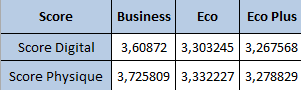 Score Business Eco Eco Plus
Score Digital 3,60872 3,303245 3,267568
Score Physique 3,725809 3,332227 3,278829